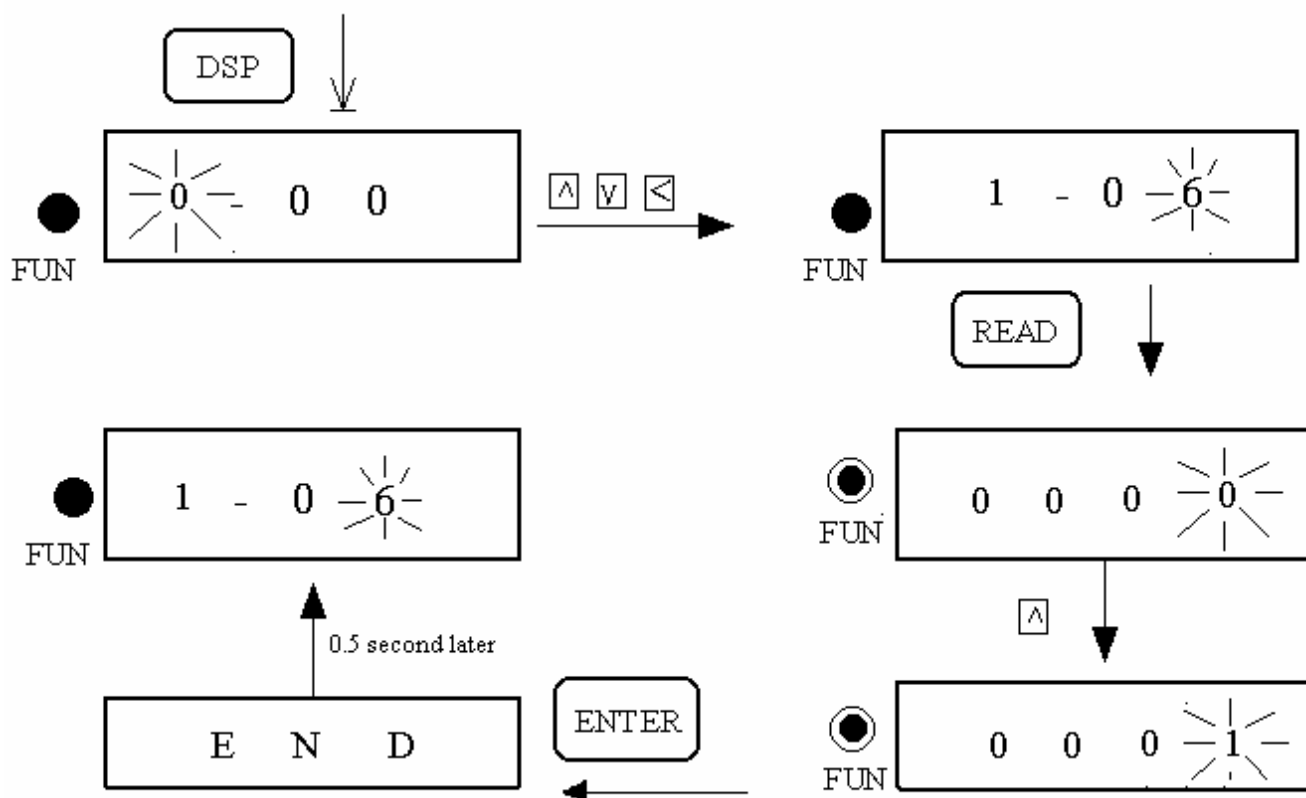 DSP
0 - 0 0
FUN
^ v <
1 - 0 6
FUN
READ
1 - 0 6
FUN
0 0 0 0
FUN
^
0.5 second later
E N D
ENTER
0 0 0 1
FUN